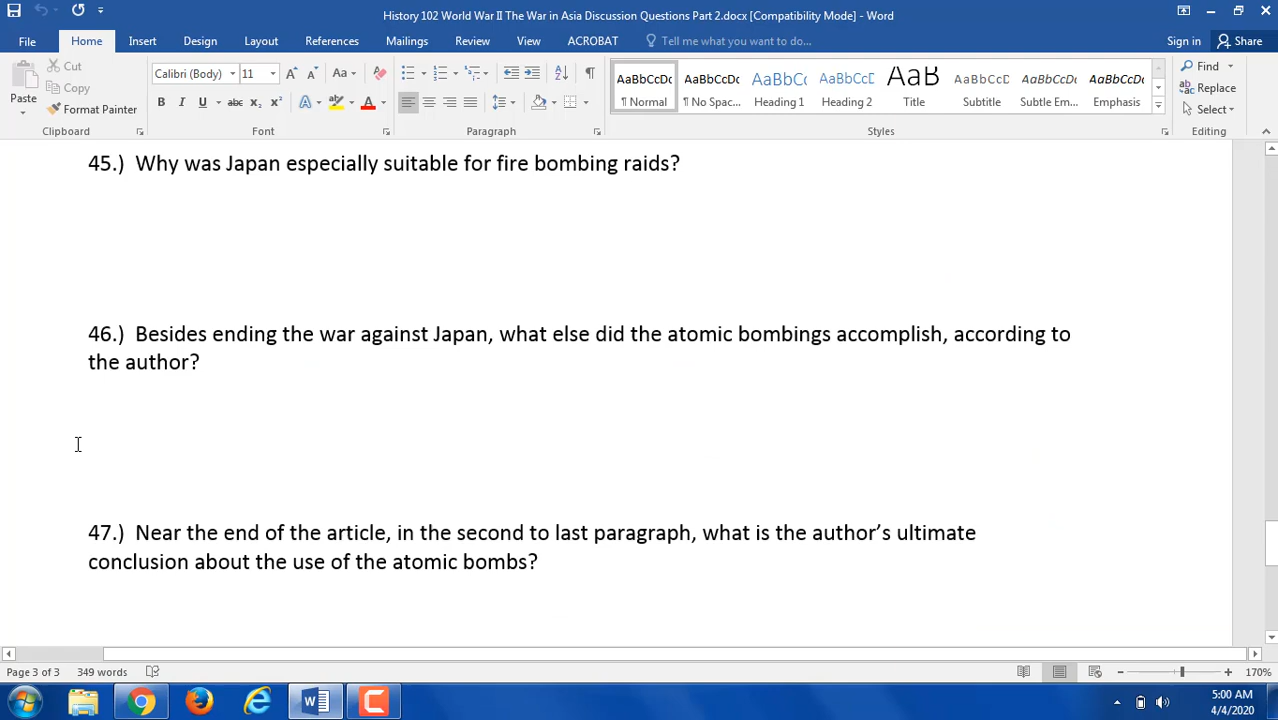 History 102 World War II The War in Asia Discussion Questions Part 2.docx [Compatibility Mode] - Word
File Home Insert Design Layout References Mailings Review View ACROBAT Tell me what you want to do... Sign in Share
Paste
Cut
Copy
Format Painter
Clipboard
Calibri (Body) 11
Font
Paragraph
AaBbCcDc AaBbCcDc AaBbCc AaBbCcC AaB AaBbCcD AaBbCcDc AaBbCcDc
¶ Normal ¶ No Spac... Heading 1 Heading 2 Title Subtitle Subtle Em... Emphasis
Styles
Find
Replace
Select
Editing
45.) Why was Japan especially suitable for fire bombing raids?
46.) Besides ending the war against Japan, what else did the atomic bombings accomplish, according to
the author?
47.) Near the end of the article, in the second to last paragraph, what is the author's ultimate
conclusion about the use of the atomic bombs?
Page 3 of 3 349 words 170%
5:00 AM
4/4/2020